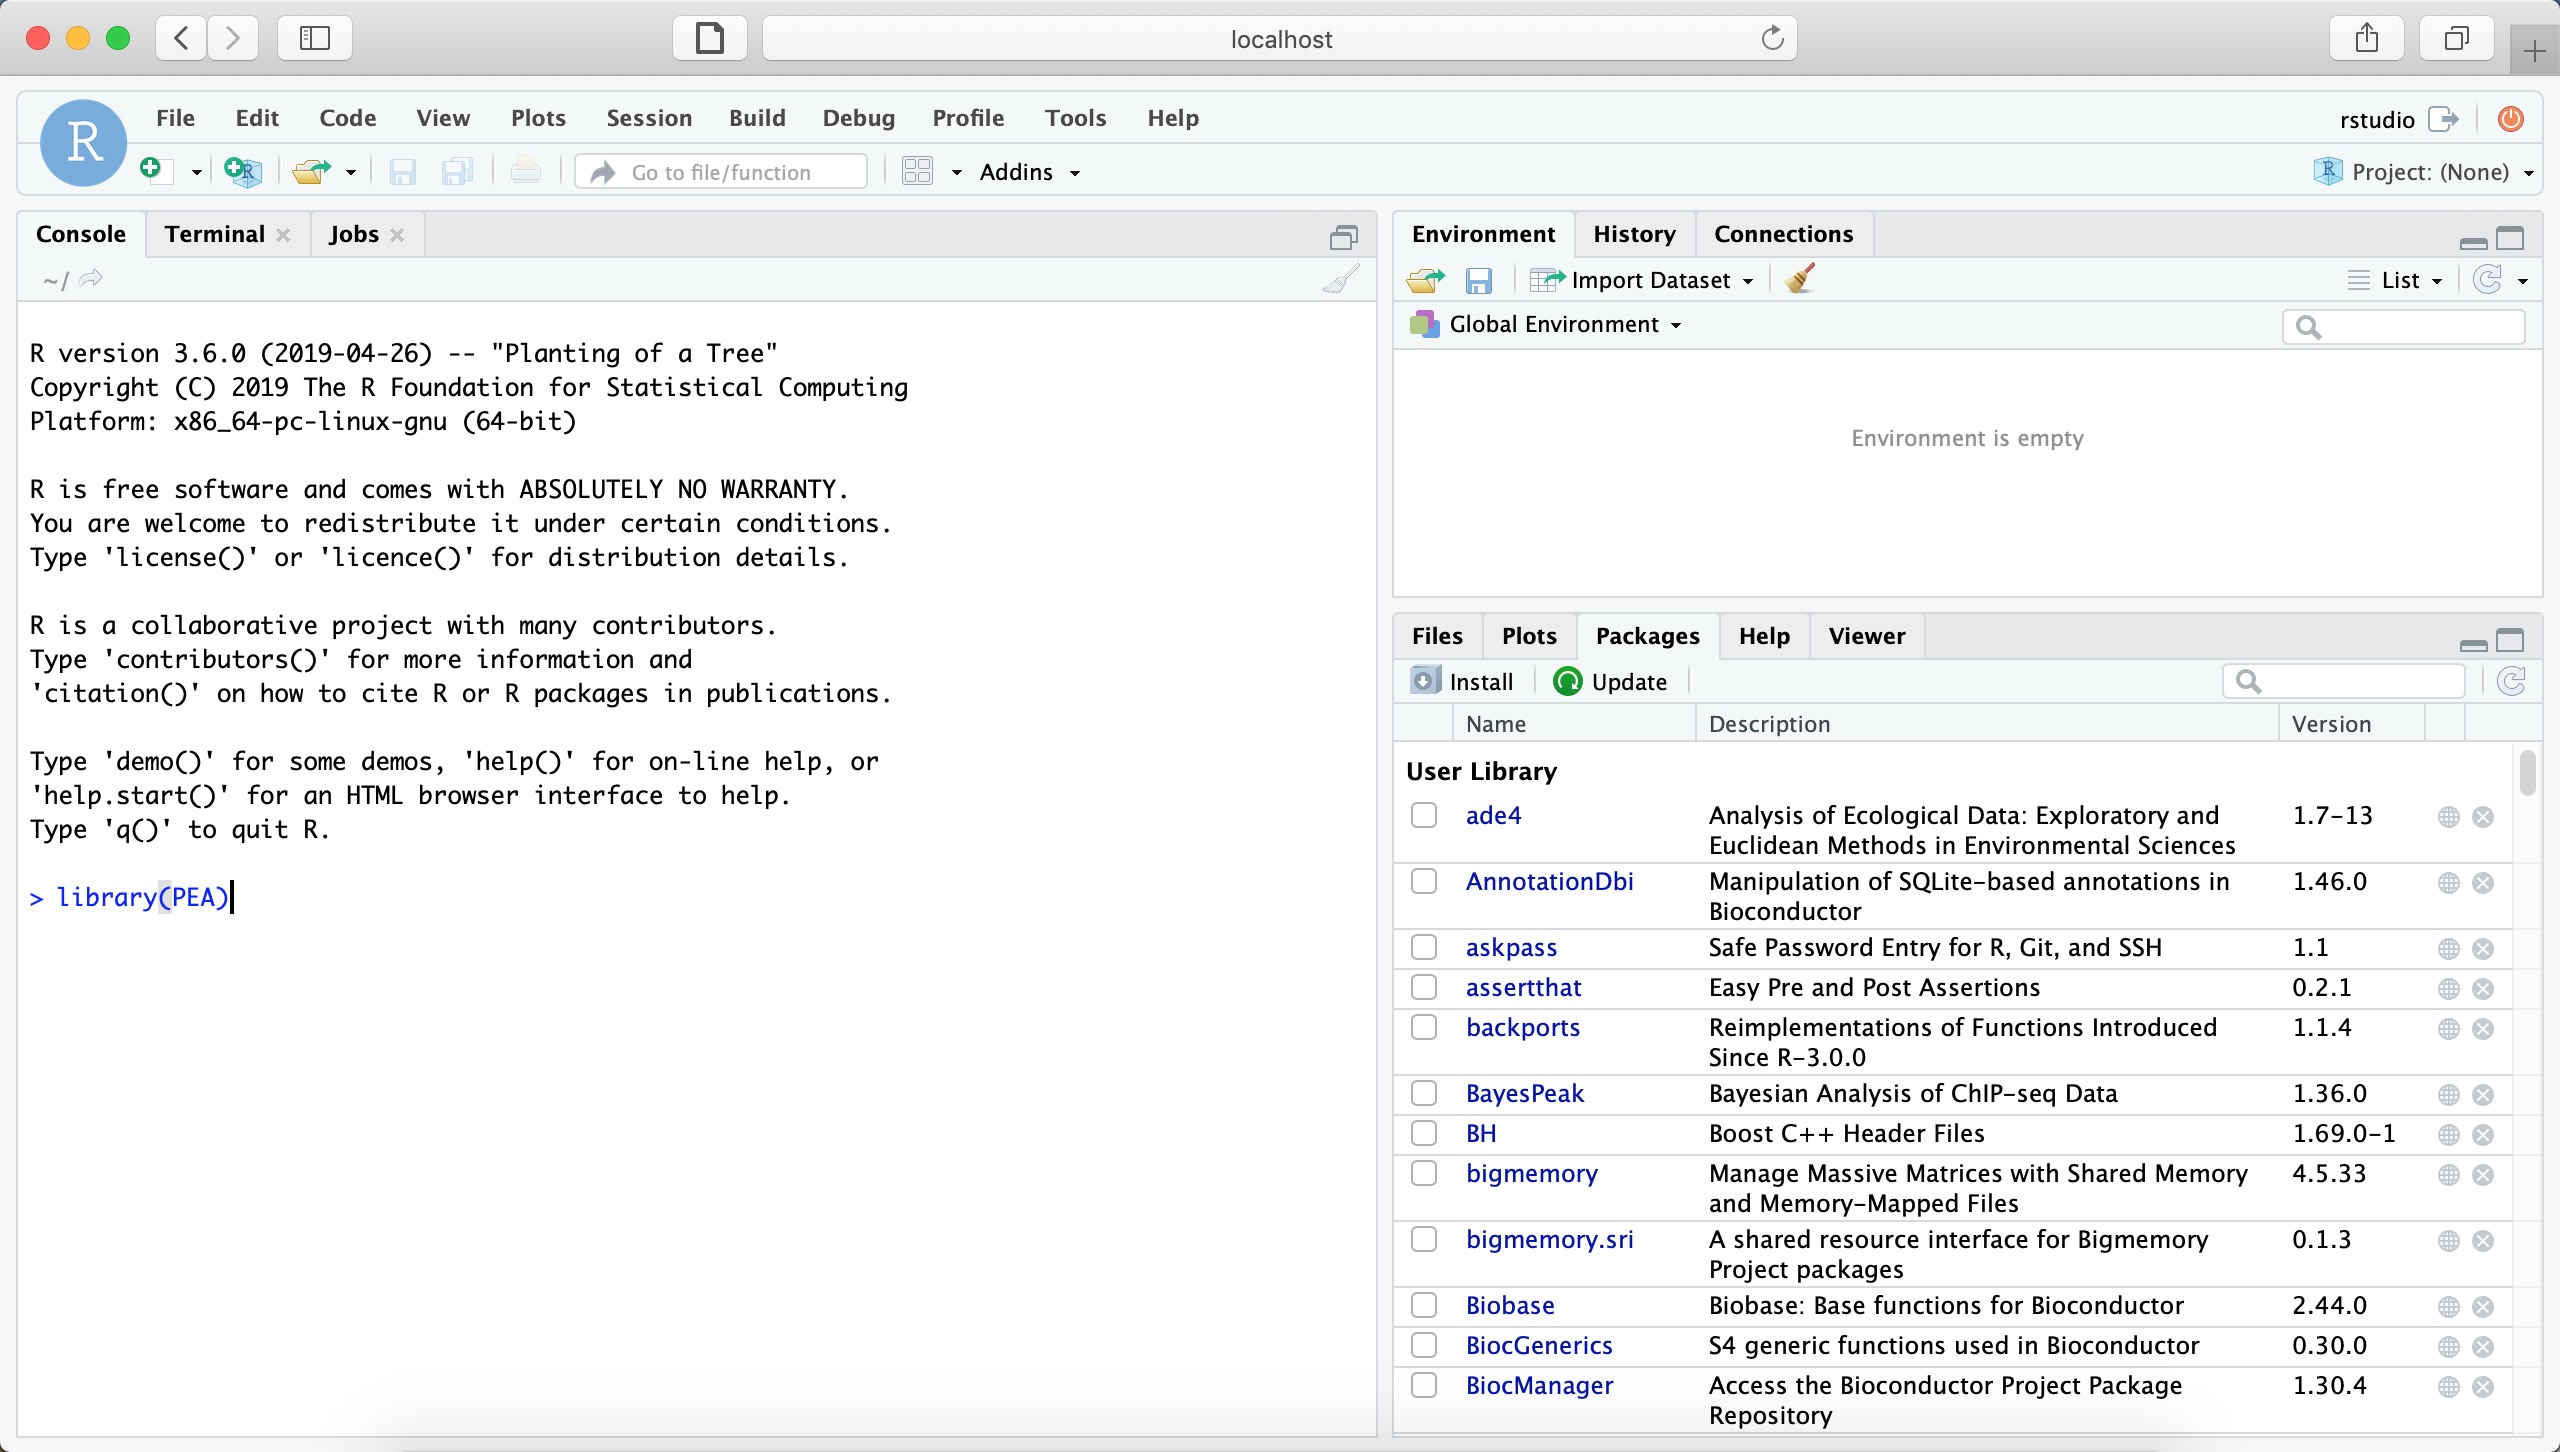 localhost
R
File Edit Code View Plots Session Build Debug Profile Tools Help
rstudio
Go to file/function
Addins
Project: (None)
Console Terminal Jobs
~/
R version 3.6.0 (2019-04-26) -- "Planting of a Tree"
Copyright (C) 2019 The R Foundation for Statistical Computing
Platform: x86_64-pc-linux-gnu (64-bit)
R is free software and comes with ABSOLUTELY NO WARRANTY.
You are welcome to redistribute it under certain conditions.
Type 'license()' or 'licence()' for distribution details.
R is a collaborative project with many contributors.
Type 'contributors()' for more information and
'citation()' on how to cite R or R packages in publications.
Type 'demo()' for some demos, 'help()' for on-line help, or
'help.start()' for an HTML browser interface to help.
Type 'q()' to quit R.
> library(PEA)
Environment History Connections
Import Dataset
List
Global Environment
Environment is empty
Files Plots Packages Help Viewer
Install Update
Name Description Version
User Library
ade4 Analysis of Ecological Data: Exploratory and 1.7-13
Euclidean Methods in Environmental Sciences
AnnotationDbi Manipulation of SQLite-based annotations in 1.46.0
Bioconductor
askpass Safe Password Entry for R, Git, and SSH 1.1
assertthat Easy Pre and Post Assertions 0.2.1
backports Reimplementations of Functions Introduced 1.1.4
Since R-3.0.0
BayesPeak Bayesian Analysis of ChIP-seq Data 1.36.0
BH Boost C++ Header Files 1.69.0-1
bigmemory Manage Massive Matrices with Shared Memory 4.5.33
and Memory-Mapped Files
bigmemory.sri A shared resource interface for Bigmemory 0.1.3
Project packages
Biobase Biobase: Base functions for Bioconductor 2.44.0
BiocGenerics S4 generic functions used in Bioconductor 0.30.0
BiocManager Access the Bioconductor Project Package 1.30.4
Repository